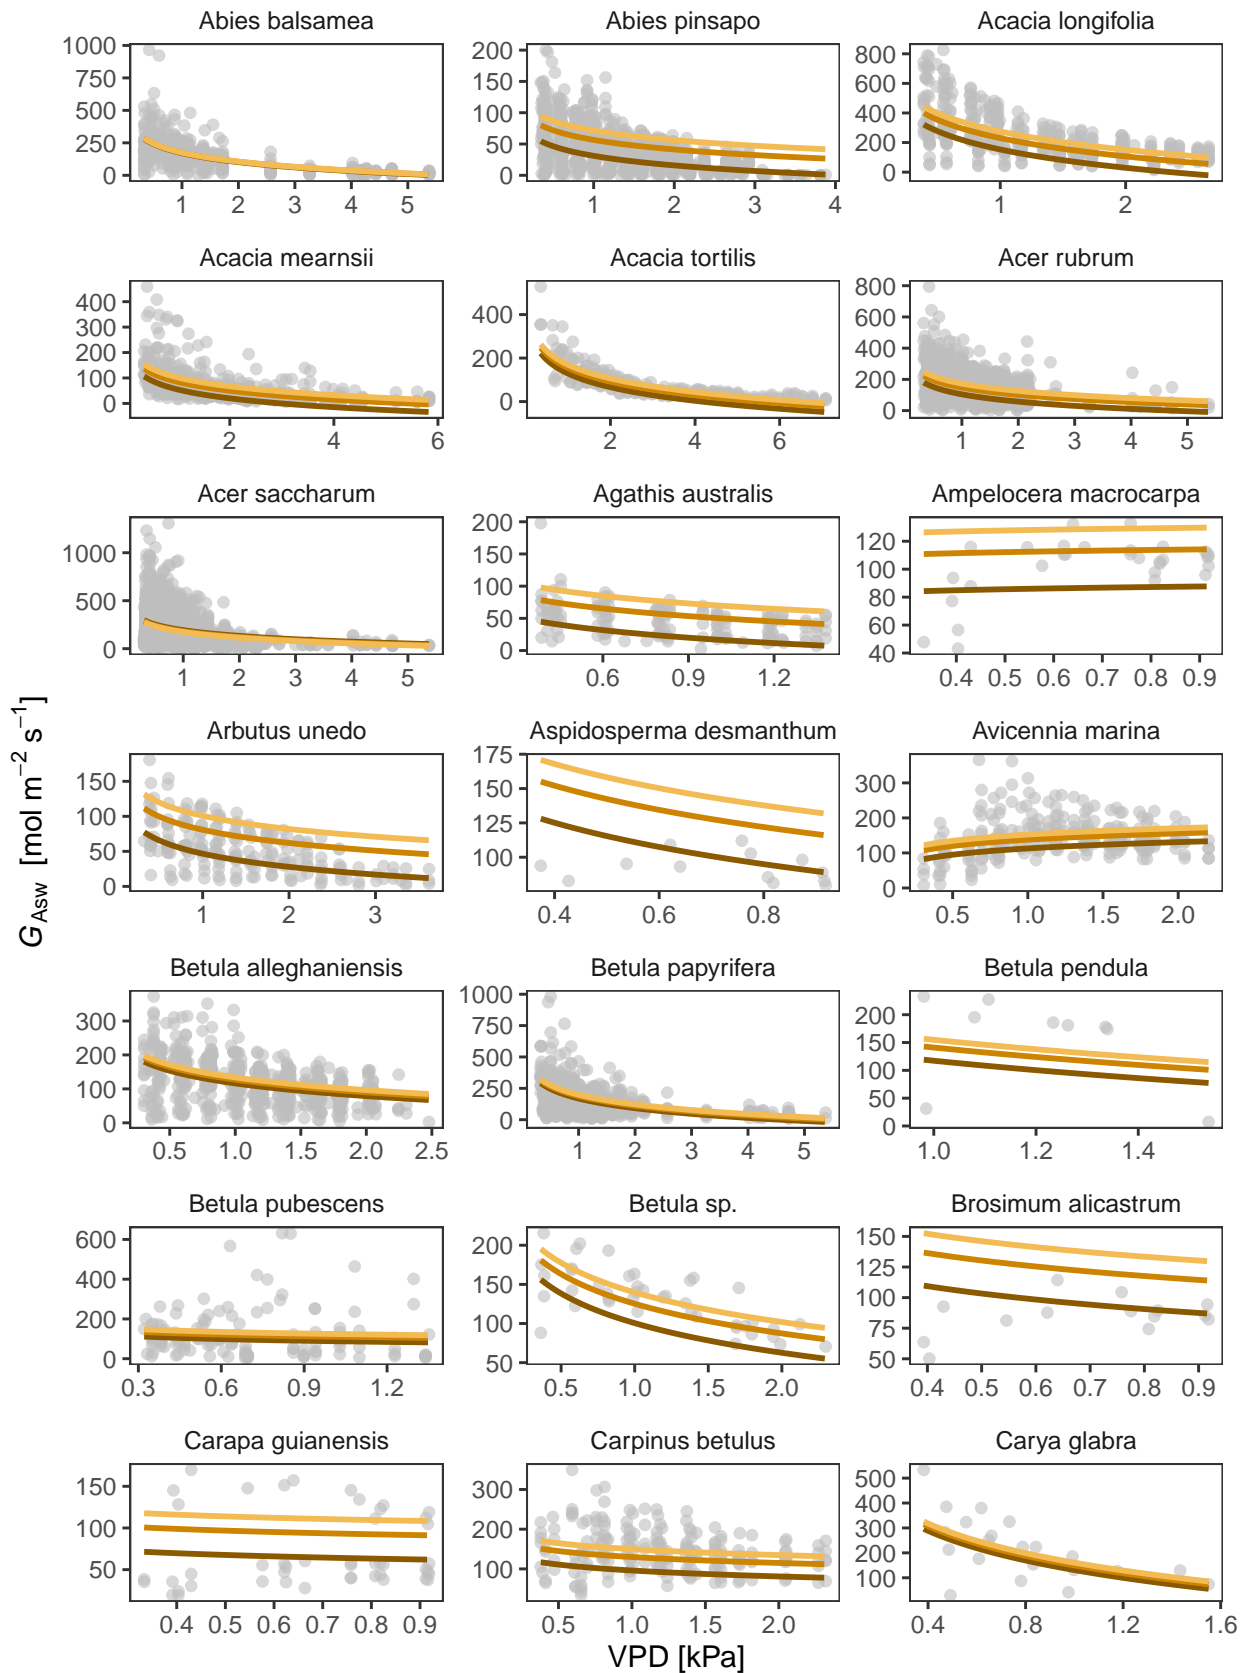 Abies balsamea Abies pinsapo Acacia longifolia
1000 750 500 250 0
200 150 100 50 0
800 600 400 200 0
1 2 3 4 5
1 2 3 4
1 2
Acacia mearnsii Acacia tortilis Acer rubrum
400 300 200 100 0
400 200 0
800 600 400 200 0
2 4 6
2 4 6
1 2 3 4 5
Acer saccharum Agathis australis Ampelocera macrocarpa
1000 500 0
200 150 100 50 0
120 100 80 60 40
1 2 3 4 5
0.6 0.9 1.2
0.4 0.5 0.6 0.7 0.8 0.9
Arbutus unedo Aspidosperma desmanthum Avicennia marina
150 100 50 0
175 150 125 100
300 200 100 0
1 2 3
0.4 0.6 0.8
0.5 1.0 1.5 2.0
G Asw [mol m−2 s−1]
Betula alleghaniensis Betula papyrifera Betula pendula
300 200 100 0
1000 750 500 250 0
200 150 100 50 0
0.5 1.0 1.5 2.0 2.5
1 2 3 4 5
1.0 1.2 1.4
Betula pubescens Betula sp. Brosimum alicastrum
600 400 200 0
200 150 100 50
150 125 100 75 50
0.3 0.6 0.9 1.2
0.5 1.0 1.5 2.0
0.4 0.5 0.6 0.7 0.8 0.9
Carapa guianensis Carpinus betulus Carya glabra
150 100 50
300 200 100
500 400 300 200 100
0.4 0.5 0.6 0.7 0.8 0.9
0.5 1.0 1.5 2.0
0.4 0.8 1.2 1.6
VPD [kPa]